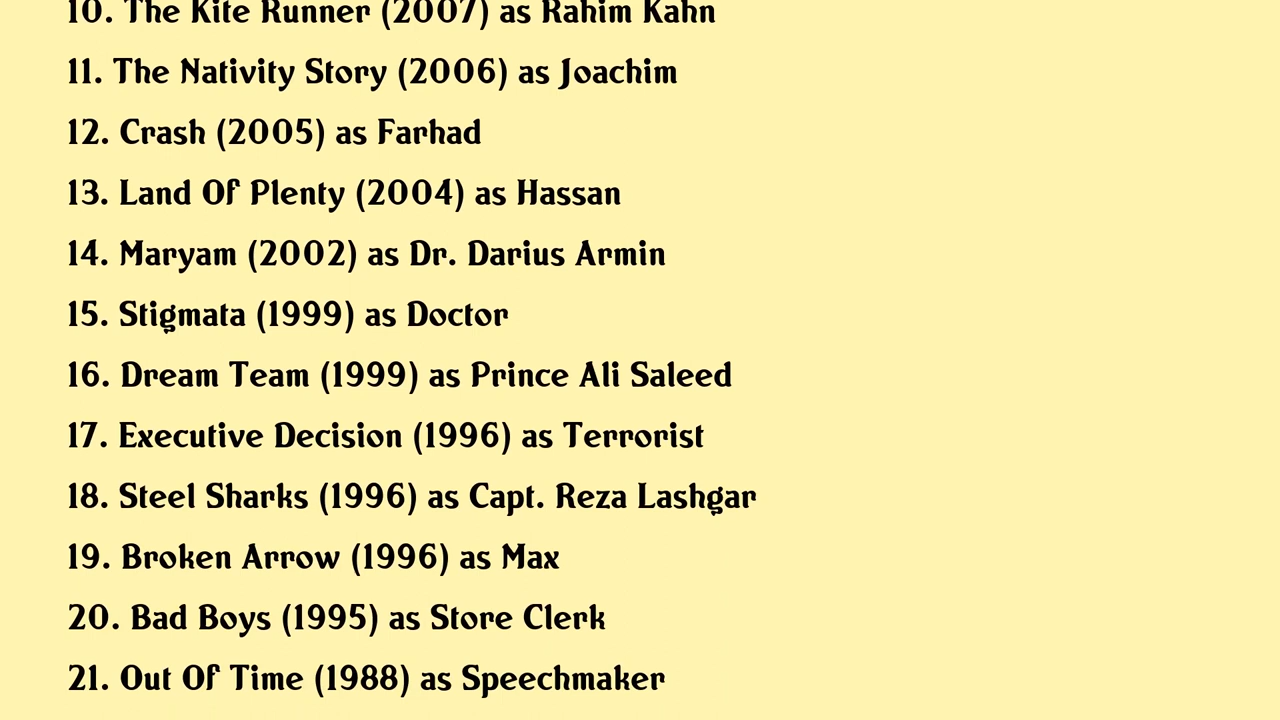 10. The Kite Runner (2007) as Rahim Kahn
11. The Nativity Story (2006) as Joachim
12. Crash (2005) as Farhad
13. Land Of Plenty (2004) as Hassan
14. Maryam (2002) as Dr. Darius Armin
15. Stigmata (1999) as Doctor
16. Dream Team (1999) as Prince Ali Saleed
17. Executive Decision (1996) as Terrorist
18. Steel Sharks (1996) as Capt. Reza Lashgar
19. Broken Arrow (1996) as Max
20. Bad Boys (1995) as Store Clerk
21. Out Of Time (1988) as Speechmaker